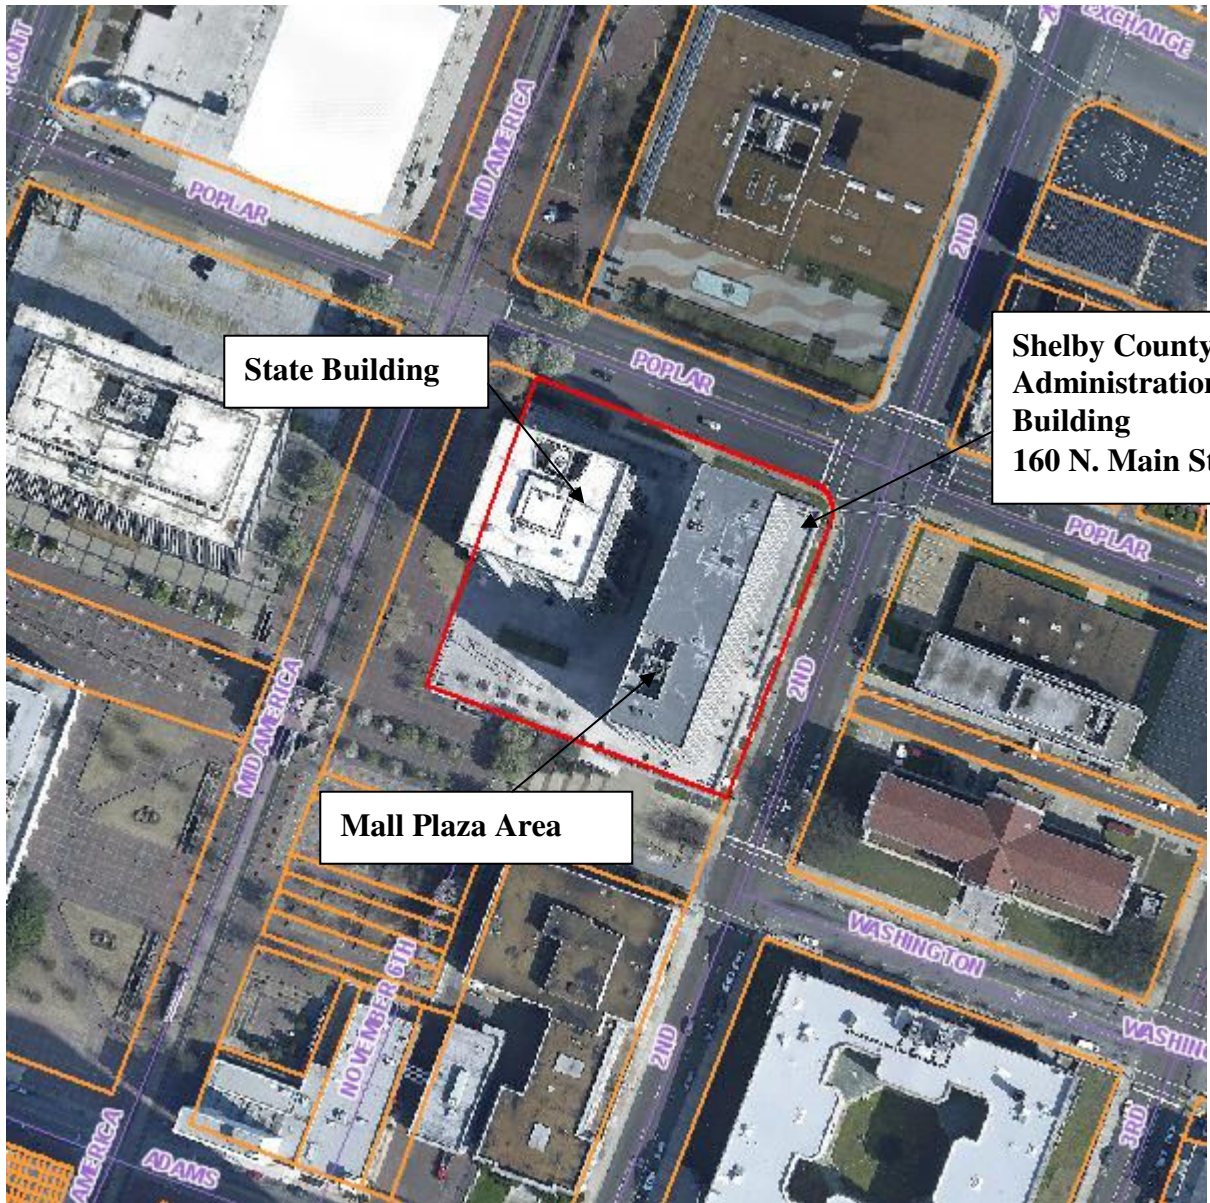 EXCHANGE
MID AMERICA
POPLAR
2ND
State Building
POPLAR
Shelby County
Administration
Building
160 N. Main St
POPLAR
MID AMERICA
2ND
Mall Plaza Area
WASHINGTON
NOVEMBER 6TH
2ND
WASHING
3RD
AMERICA
ADAMS